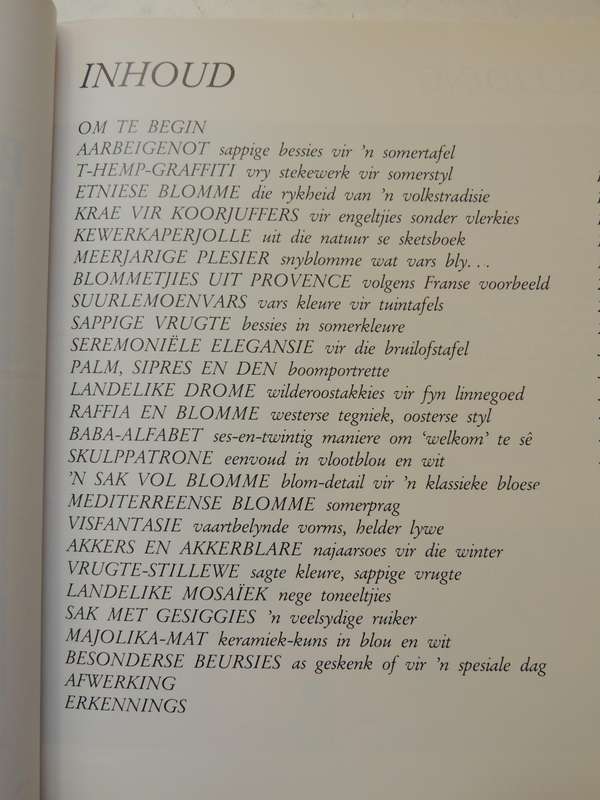 INHOUD
OM TE BEGIN
AARBEIGENOT sappige bessies vir 'n somertafel
T-HEMP-GRAFFITI vry stekewerk vir somerstyl
ETNIESE BLOMME die rykheid van 'n volkstradisie
KRAE VIR KOORJUFFERS vir engeltjies sonder vlerkies
KEWERKAPERJOLLE uit die natuur se sketsboek
MEERJARIGE PLESIER snyblomme wat vars bly...
BLOMMETJIES UIT PROVENCE volgens Franse voorbeeld
SUURLEMOENVARS vars kleure vir tuintafels
SAPPIGE VRUGTE bessies in somerkleure
SEREMONIËLE ELEGANSIE vir die bruilofstafel
PALM, SIPRES EN DEN boomportrette
LANDELIKE DROME wilderoostakkies vir fyn linnegoed
RAFFIA EN BLOMME westerse tegniek, oosterse styl
BABA-ALFABET ses-en-twintig maniere om 'welkom' te sê
SKULPPATRONE eenvoud in vlootblou en wit
'N SAK VOL BLOMME blom-detail vir 'n klassieke bloese
MEDITERREENSE BLOMME somerprag
VISFANTASIE vaartbelynde vorms, helder lywe
AKKERS EN AKKERBLARE najaarsoes vir die winter
VRUGTE-STILLEWE sagte kleure, sappige vrugte
LANDELIKE MOSAÏEK nege toneeltjies
SAK MET GESIGGIES 'n veelsydige ruiker
MAJOLIKA-MAT keramiek-kuns in blou en wit
BESONDERSE BEURSIES as geskenk of vir 'n spesiale dag
AFWERKING
ERKENNINGS